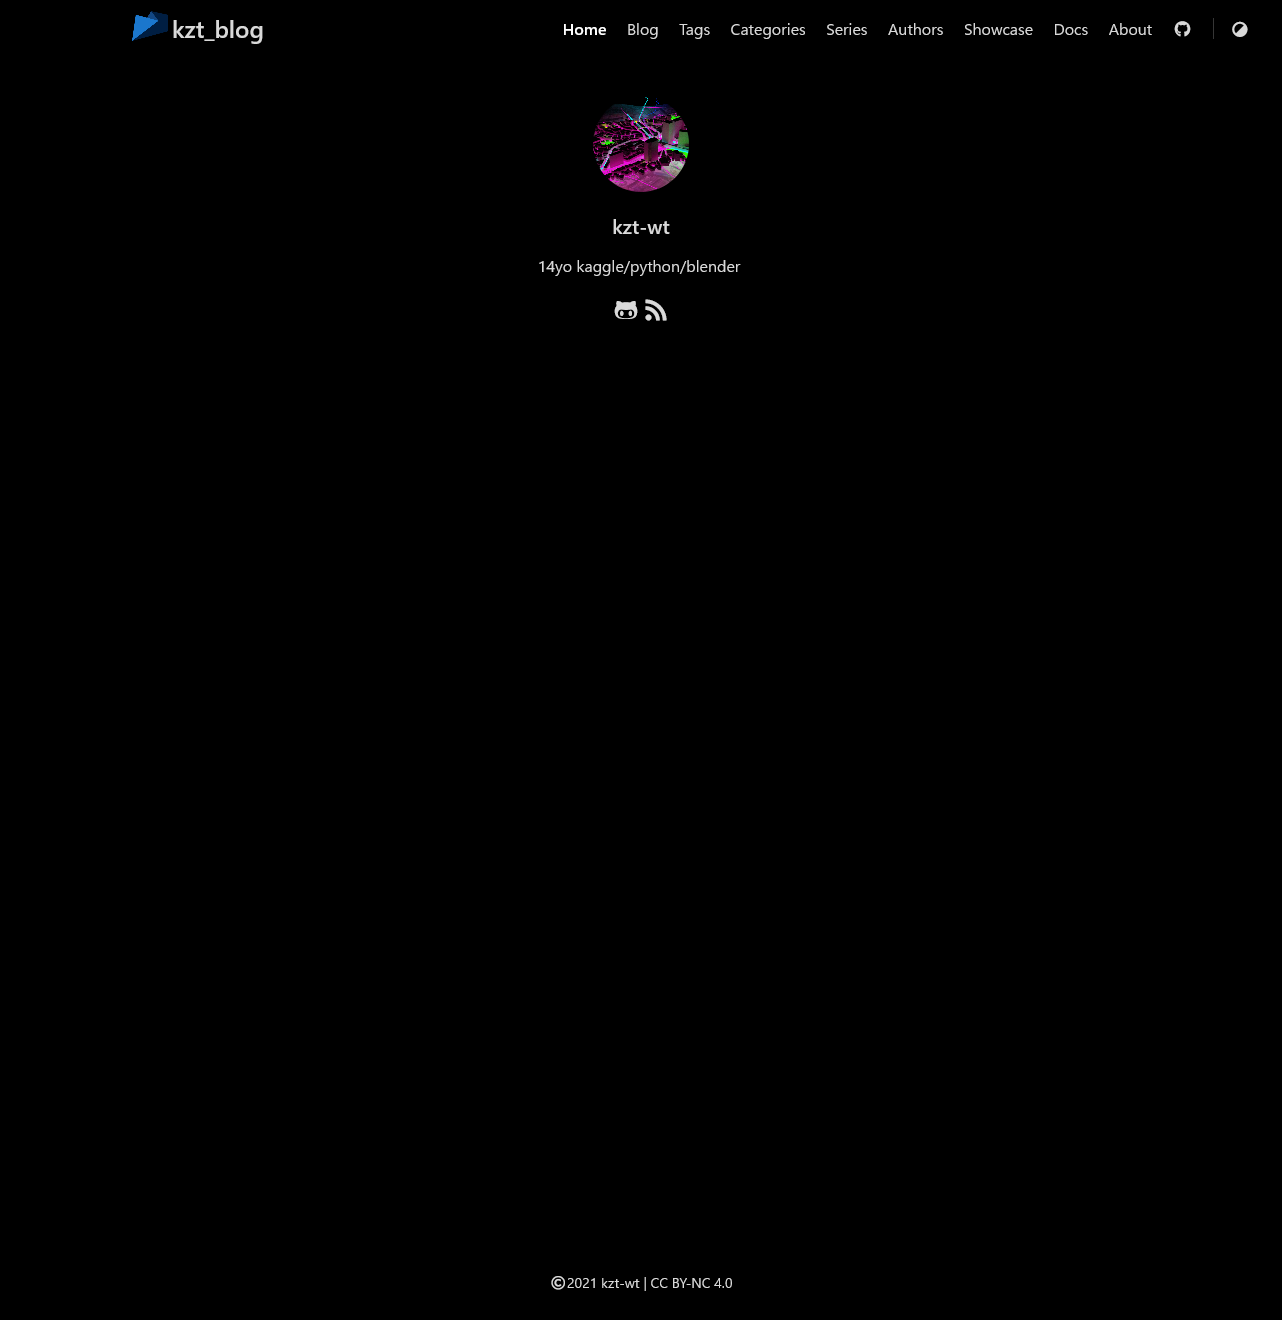 kzt_blog
Home Blog Tags Categories Series Authors Showcase Docs About
kzt-wt
14yo kaggle/python/blender
©2021 kzt-wt | CC BY-NC 4.0